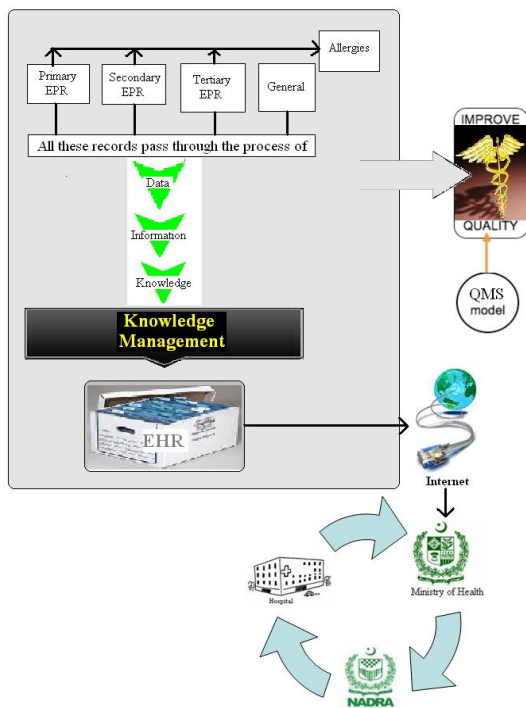 Allergies
Primary
EPR
Secondary
EPR
Tertiary
EPR
General
All these records pass through the process of
Data
Information
Knowledge
Knowledge
Management
EHR
IMPROVE
QUALITY
QMS
model
Internet
Ministry of Health
Hospital
NADRA